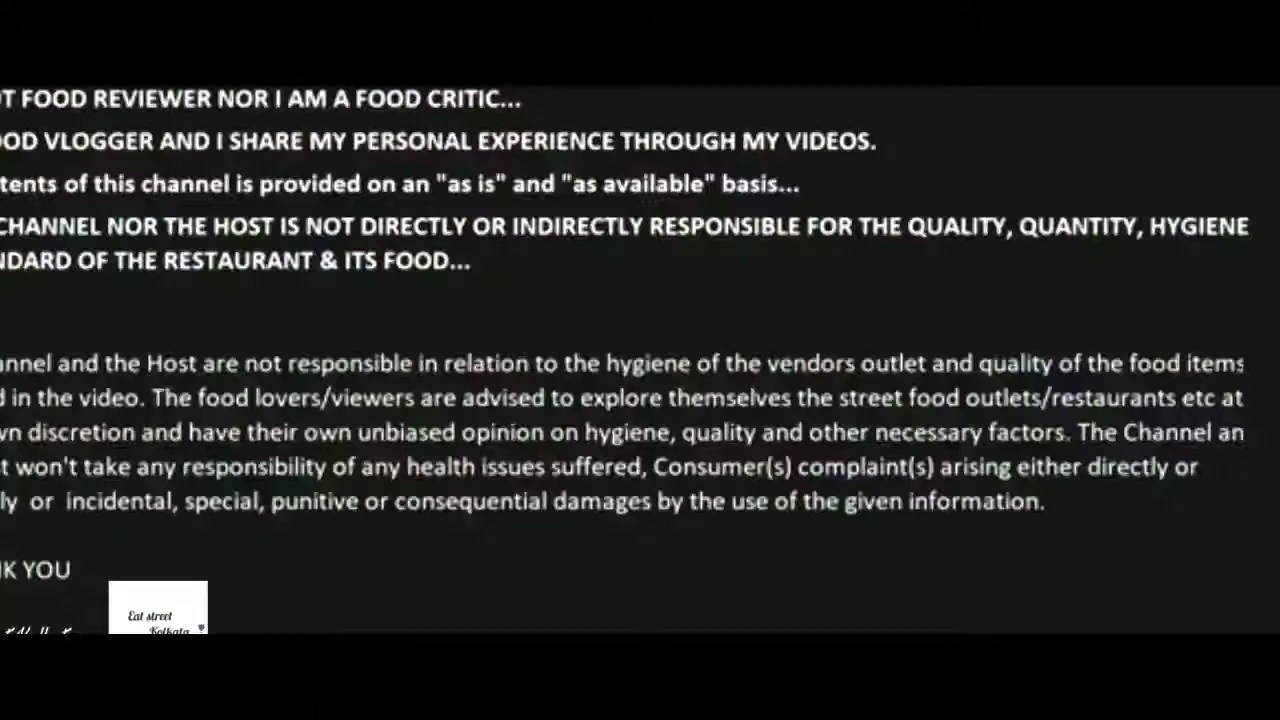 T FOOD REVIEWER NOR I AM A FOOD CRITIC...
OOD VLOGGER AND I SHARE MY PERSONAL EXPERIENCE THROUGH MY VIDEOS.
tents of this channel is provided on an "as is" and "as available" basis...
CHANNEL NOR THE HOST IS NOT DIRECTLY OR INDIRECTLY RESPONSIBLE FOR THE QUALITY, QUANTITY, HYGIENE
NDARD OF THE RESTAURANT & ITS FOOD...
annel and the Host are not responsible in relation to the hygiene of the vendors outlet and quality of the food items
d in the video. The food lovers/viewers are advised to explore themselves the street food outlets/restaurants etc at
wn discretion and have their own unbiased opinion on hygiene, quality and other necessary factors. The Channel an
t won't take any responsibility of any health issues suffered, Consumer(s) complaint(s) arising either directly or
ly or incidental, special, punitive or consequential damages by the use of the given information.
NK YOU
Eat street
Kolkata